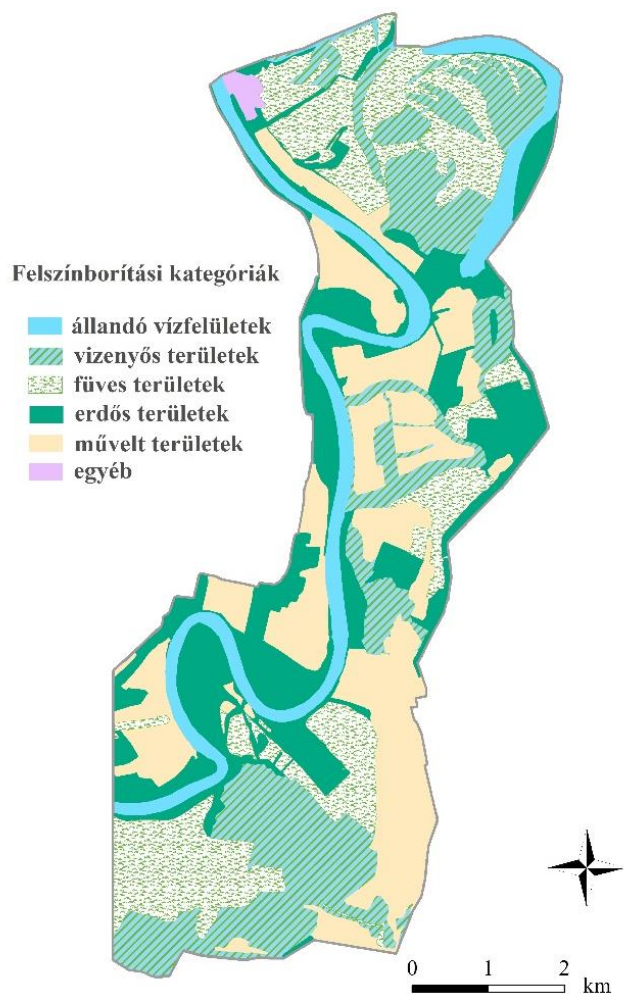 Felszínborítási kategóriák
állandó vízfelületek
vizenyős területek
füves területek
erdős területek
művelt területek
egyéb
0 1 2
km